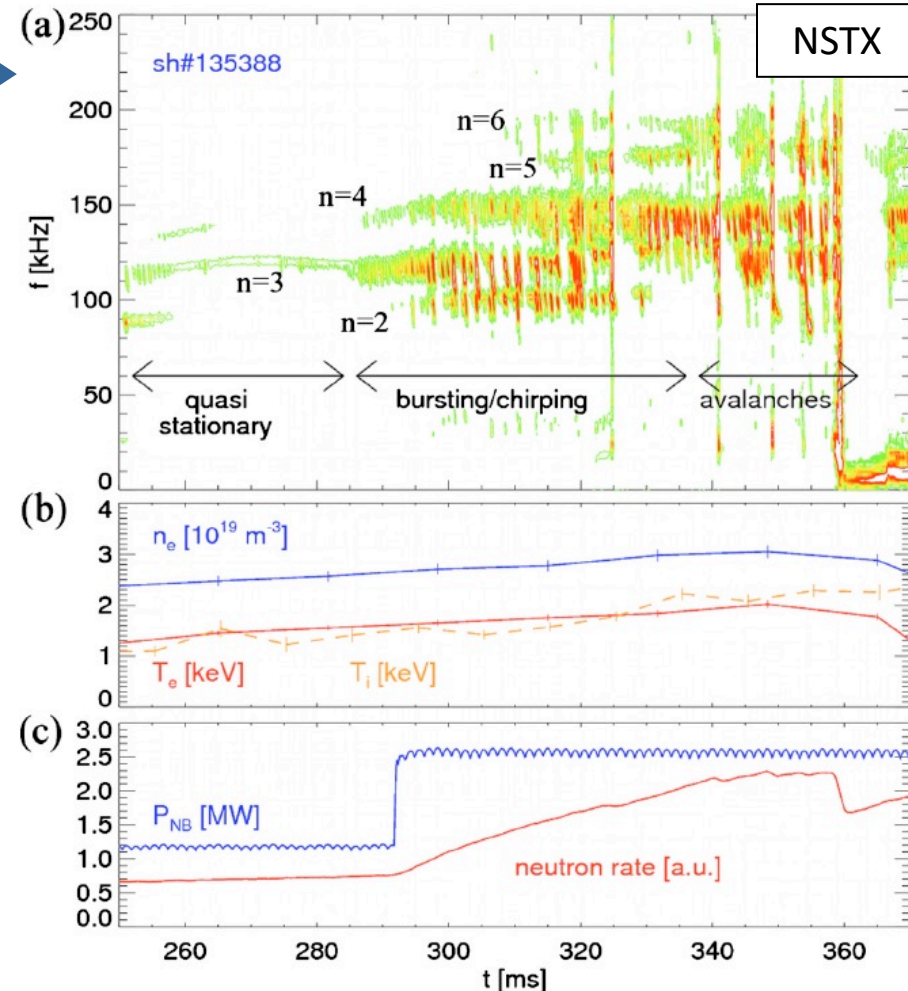 (a)
NSTX
sh#135388
250
200
150
100
50
0
f [kHz]
n=6
n=5
n=4
n=3
n=2
quasi
stationary
bursting/chirping
avalanches
(b)
4
3
2
1
0
n_e [10^19 m^-3]
T_e [keV]
T_i [keV]
(c)
3.0
2.5
2.0
1.5
1.0
0.5
0.0
P_NB [MW]
neutron rate [a.u.]
260 280 300 320 340 360
t [ms]